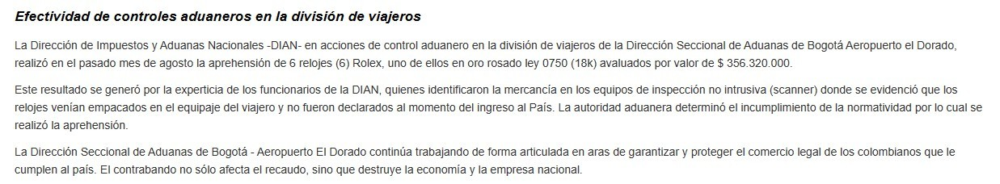 Efectividad de controles aduaneros en la división de viajeros
La Dirección de Impuestos y Aduanas Nacionales -DIAN- en acciones de control aduanero en la división de viajeros de la Dirección Seccional de Aduanas de Bogotá Aeropuerto el Dorado,
realizó en el pasado mes de agosto la aprehensión de 6 relojes (6) Rolex, uno de ellos en oro rosado ley 0750 (18k) avaluados por valor de $ 356.320.000.
Este resultado se generó por la experticia de los funcionarios de la DIAN, quienes identificaron la mercancía en los equipos de inspección no intrusiva (scanner) donde se evidenció que los
relojes venían empacados en el equipaje del viajero y no fueron declarados al momento del ingreso al País. La autoridad aduanera determinó el incumplimiento de la normatividad por lo cual se
realizó la aprehensión.
La Dirección Seccional de Aduanas de Bogotá - Aeropuerto El Dorado continúa trabajando de forma articulada en aras de garantizar y proteger el comercio legal de los colombianos que le
cumplen al país. El contrabando no sólo afecta el recaudo, sino que destruye la economía y la empresa nacional.